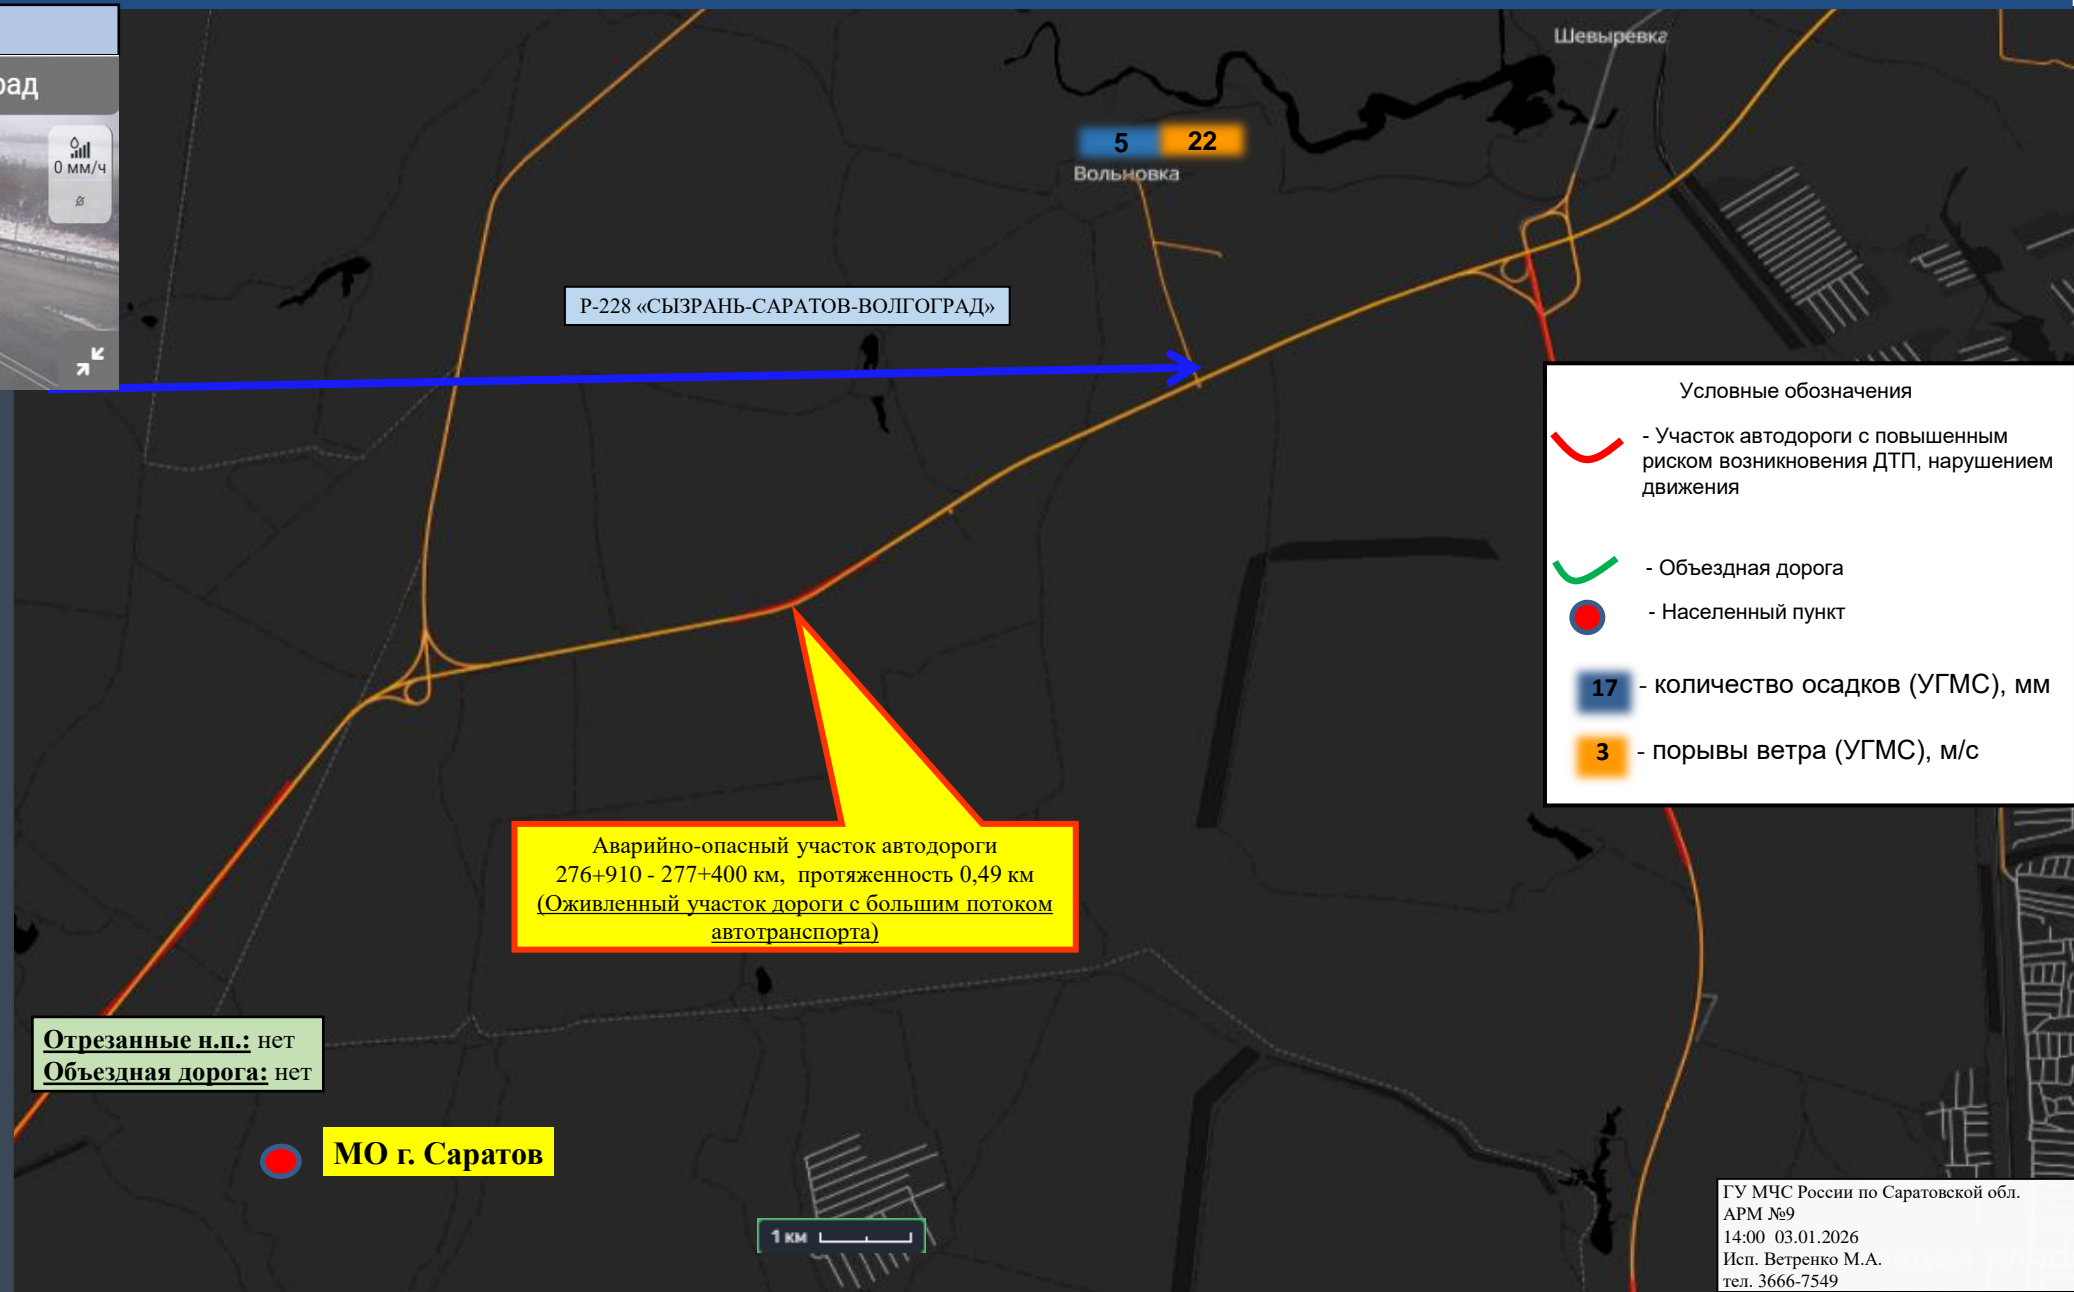 рад
0 мм/ч
Шевыревка
5 22
Вольновка
Р-228 «СЫЗРАНЬ-САРАТОВ-ВОЛГОГРАД»
Условные обозначения
- Участок автодороги с повышенным
риском возникновения ДТП, нарушением
движения
- Объездная дорога
- Населенный пункт
17 - количество осадков (УГМС), мм
3 - порывы ветра (УГМС), м/с
Аварийно-опасный участок автодороги
276+910 - 277+400 км, протяженность 0,49 км
(Оживленный участок дороги с большим потоком
автотранспорта)
Отрезанные н.п.: нет
Объездная дорога: нет
МО г. Саратов
1 км
ГУ МЧС России по Саратовской обл.
АРМ №9
14:00 03.01.2026
Исп. Ветренко М.А.
тел. 3666-7549